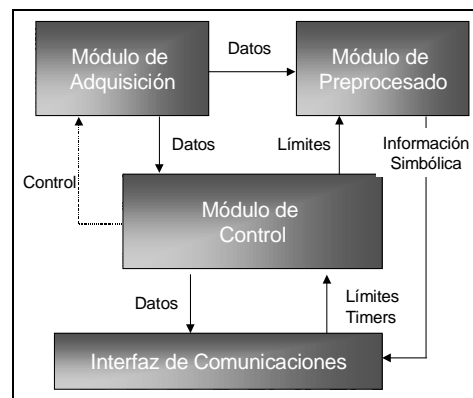 Módulo de
Adquisición
Datos
Módulo de
Preprocesado
Datos
Límites
Información
Simbólica
Control
Módulo de
Control
Datos
Límites
Timers
Interfaz de Comunicaciones